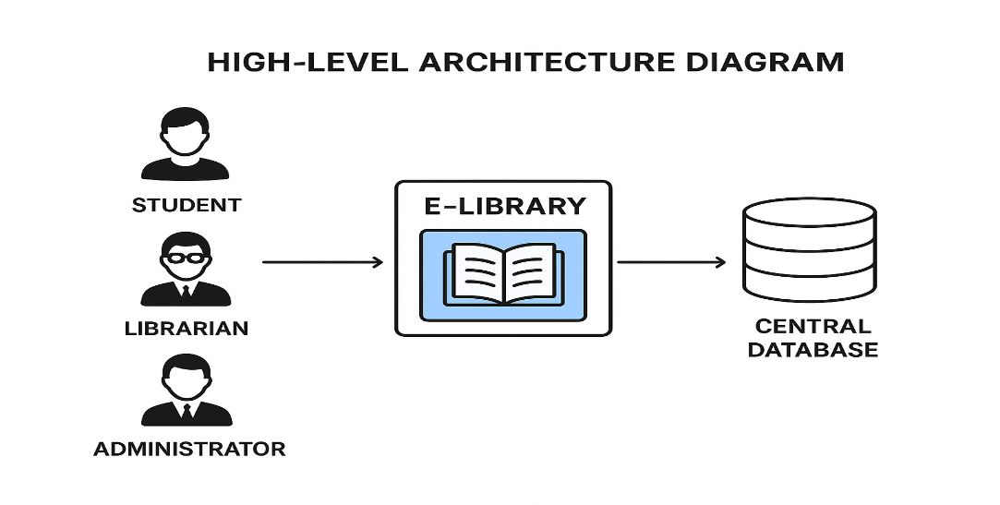 HIGH-LEVEL ARCHITECTURE DIAGRAM
STUDENT
LIBRARIAN
ADMINISTRATOR
E-LIBRARY
CENTRAL
DATABASE